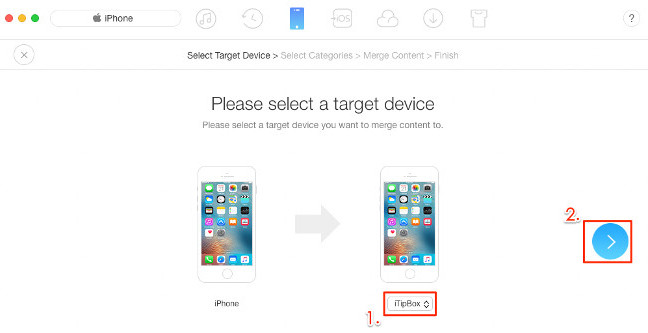 iPhone
iOS
?
Select Target Device > Select Categories > Merge Content > Finish
Please select a target device
Please select a target device you want to merge content to.
2.
iPhone
iTipBox
1.